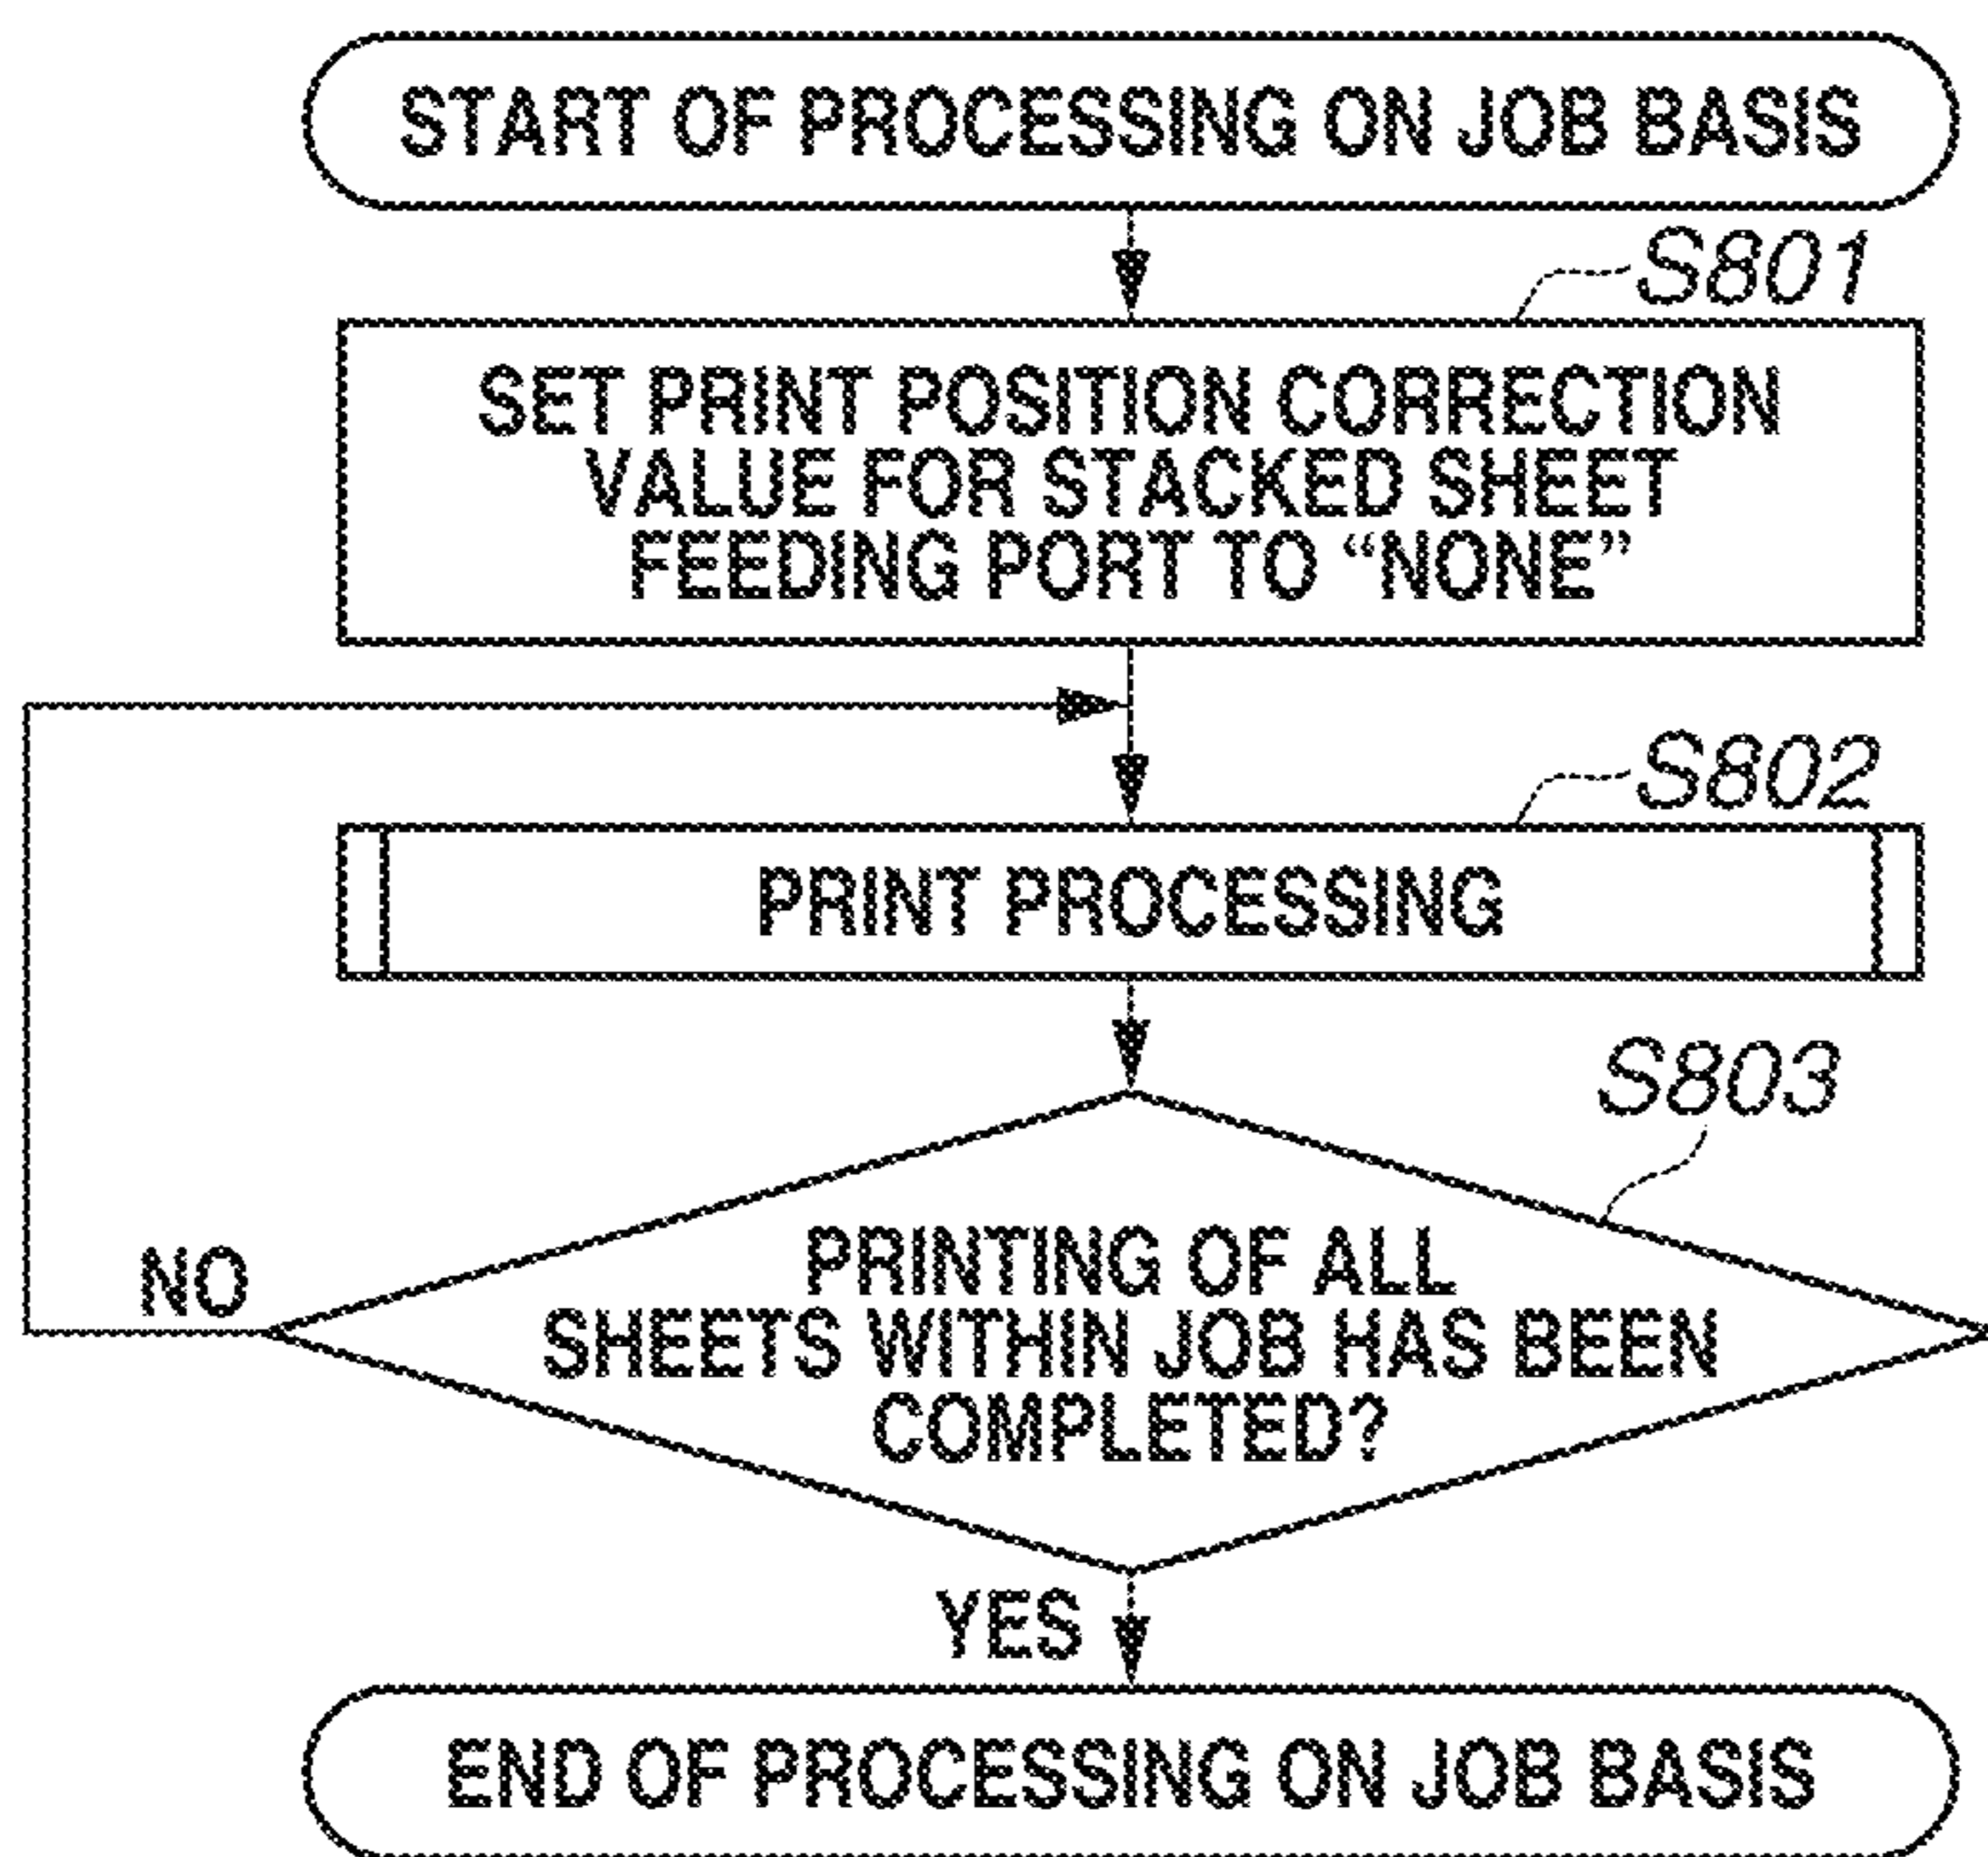 START OF PROCESSING ON JOB BASIS
S801
SET PRINT POSITION CORRECTION
VALUE FOR STACKED SHEET
FEEDING PORT TO “NONE”
S802
PRINT PROCESSING
S803
PRINTING OF ALL
SHEETS WITHIN JOB HAS BEEN
COMPLETED?
NO
YES
END OF PROCESSING ON JOB BASIS